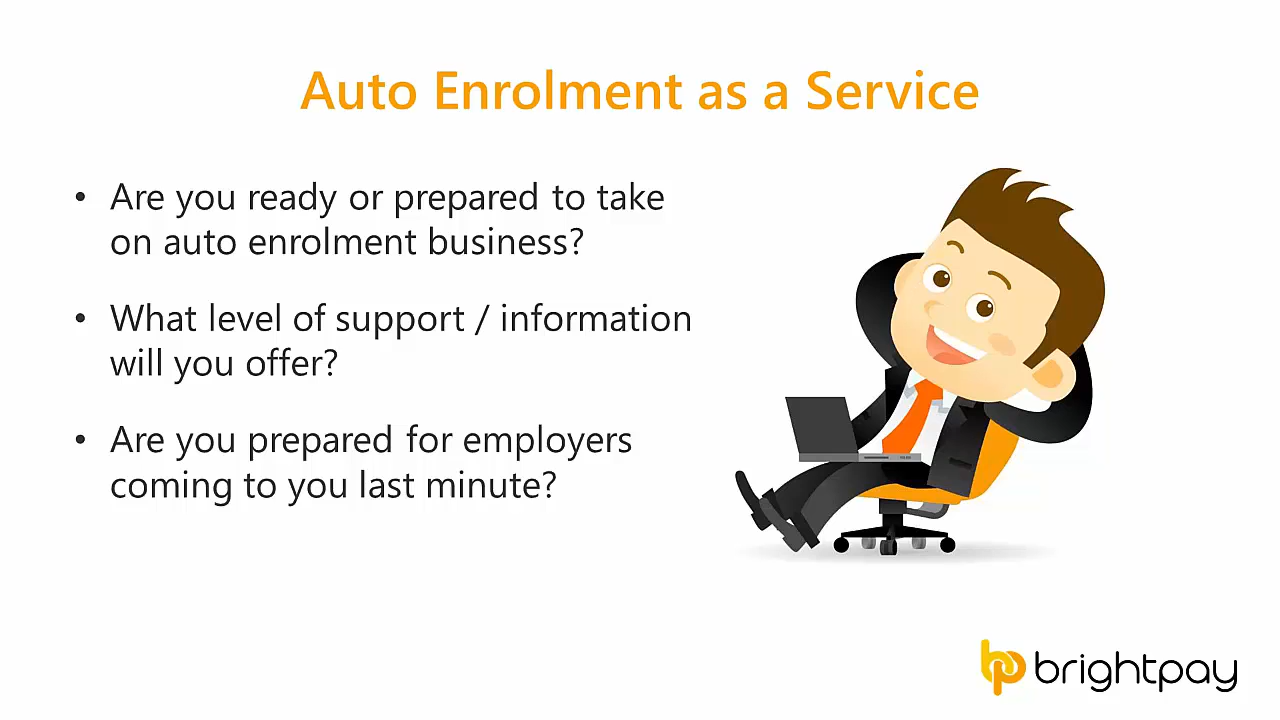 Auto Enrolment as a Service
• Are you ready or prepared to take
on auto enrolment business?
• What level of support / information
will you offer?
• Are you prepared for employers
coming to you last minute?
bp brightpay